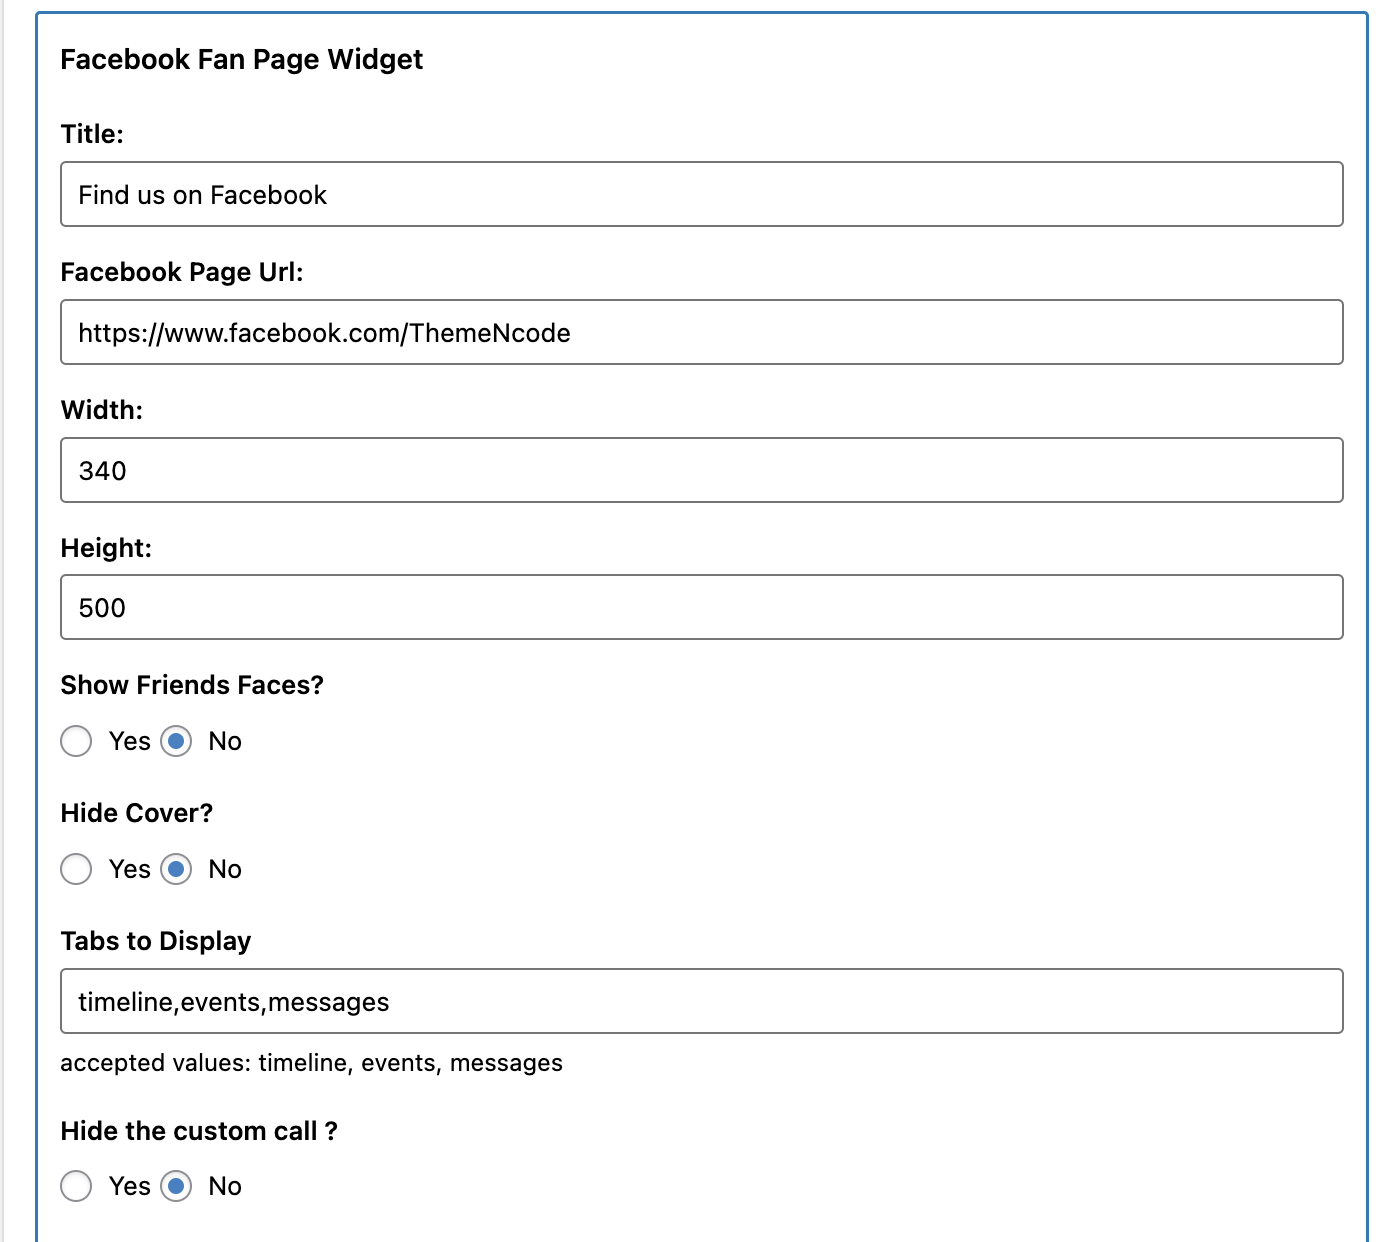 Facebook Fan Page Widget
Title:
Find us on Facebook
Facebook Page Url:
https://www.facebook.com/ThemeNcode
Width:
340
Height:
500
Show Friends Faces?
Yes No
Hide Cover?
Yes No
Tabs to Display
timeline,events,messages
accepted values: timeline, events, messages
Hide the custom call ?
Yes No